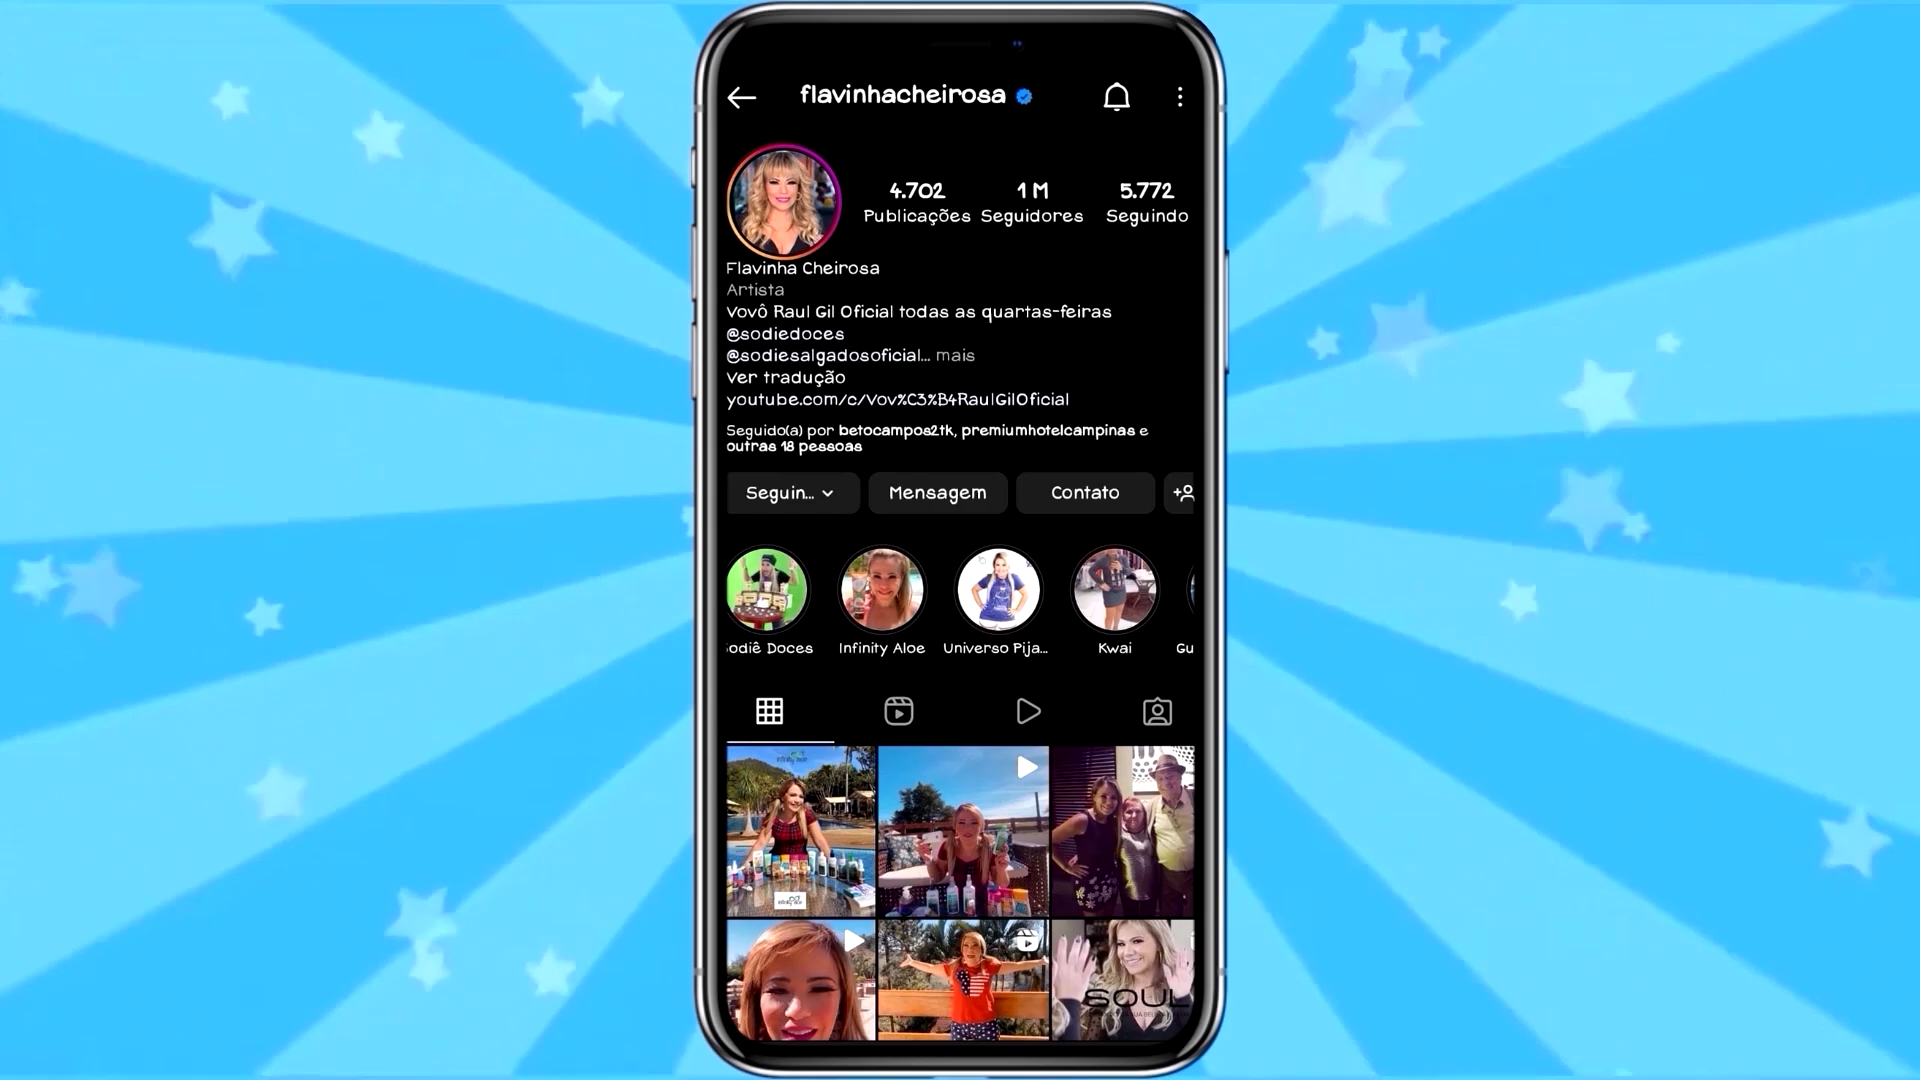 flavinhacheirosa
4.702 1 M 5.772
Publicações Seguidores Seguindo
Flavinha Cheirosa
Artista
Vovô Raul Gil Oficial todas as quartas-feiras
@sodiedoces
@sodiesalgadosoficial... mais
Ver tradução
youtube.com/c/Vov%C3%B4RaulGilOficial
Seguido(a) por betocampos2tk, premiumhotelcampinas e
outras 18 pessoas
Seguin... Mensagem Contato
odiê Doces Infinity Aloe Universo Pija... Kwai Gu
SOUL